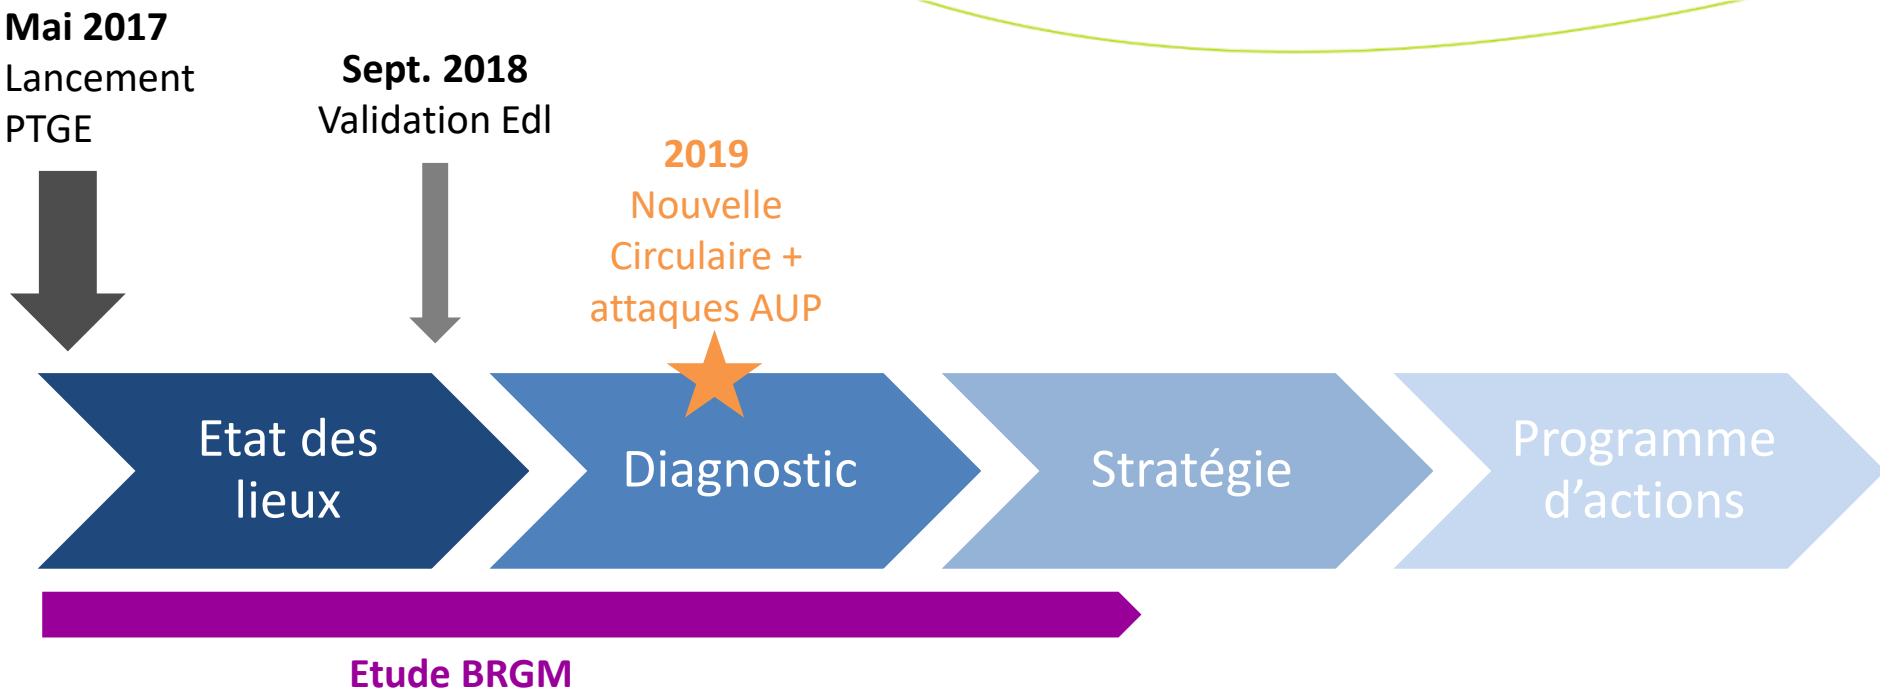 Mai 2017
Lancement
PTGE
Sept. 2018
Validation Edl
2019
Nouvelle
Circulaire +
attaques AUP
Etat des
lieux
Diagnostic
Stratégie
Programme
d’actions
Etude BRGM